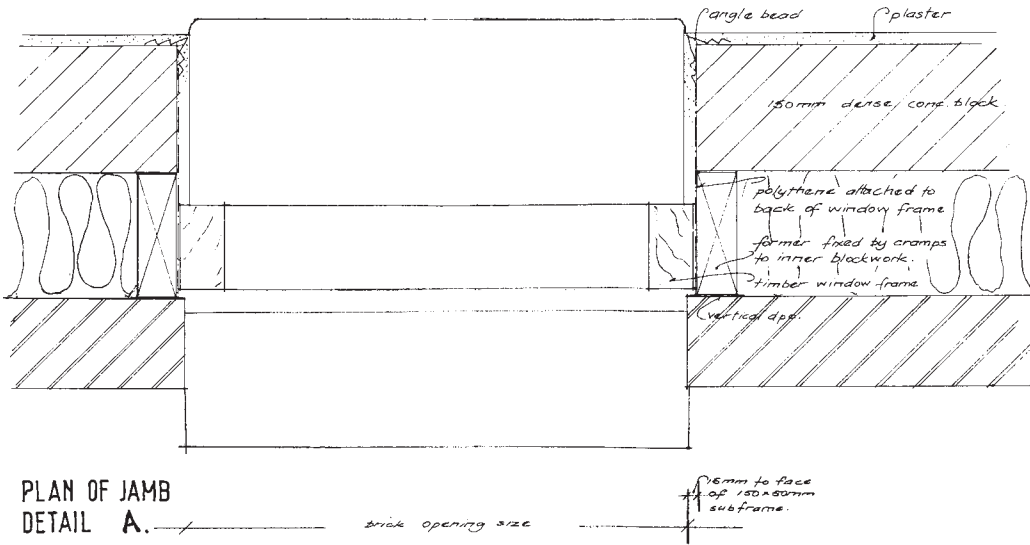 angle bead
plaster
150mm dense conc. block
polythene attached to
back of window frame
former fixed by cramps
to inner blockwork.
timber window frame
vertical dpc.
PLAN OF JAMB
DETAIL A.
brick opening size
15mm to face
of 150x50mm
subframe.